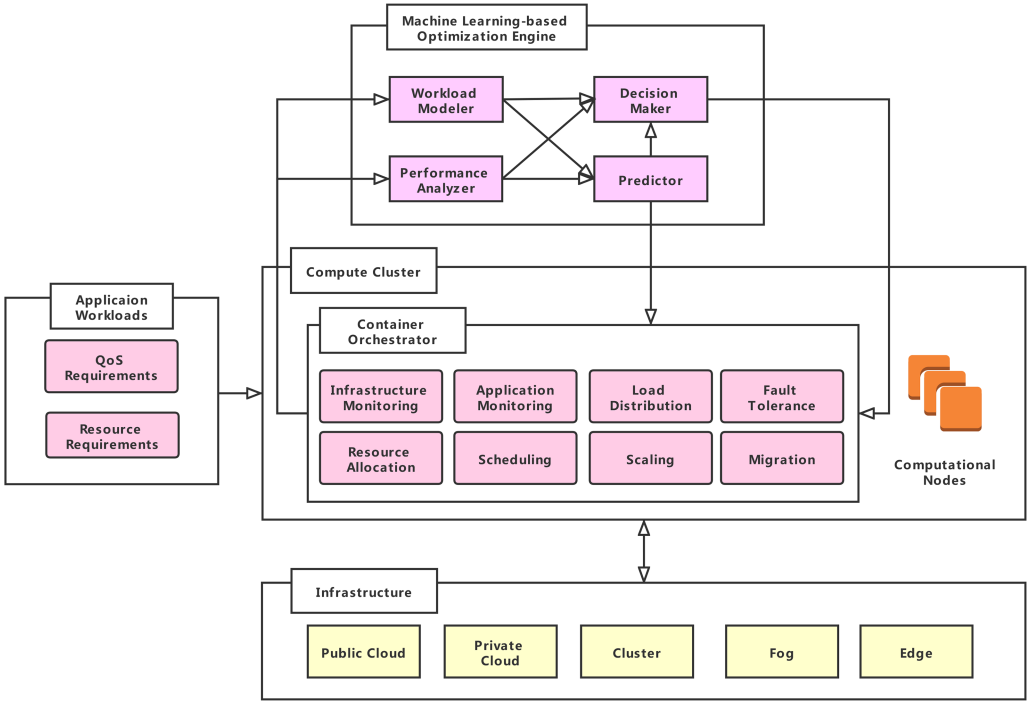 Machine Learning-based
Optimization Engine
Workload
Modeler
Decision
Maker
Performance
Analyzer
Predictor
Compute Cluster
Applicaion
Workloads
QoS
Requirements
Resource
Requirements
Container
Orchestrator
Infrastructure
Monitoring
Application
Monitoring
Load
Distribution
Fault
Tolerance
Resource
Allocation
Scheduling
Scaling
Migration
Computational
Nodes
Infrastructure
Public Cloud
Private
Cloud
Cluster
Fog
Edge